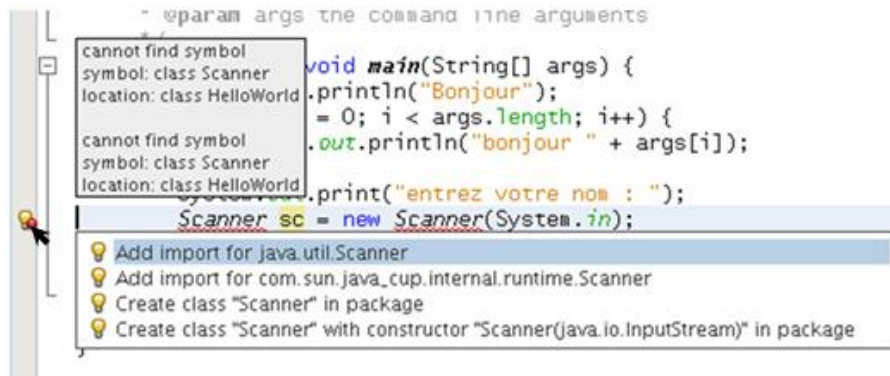 * @param args the command line arguments
*/
cannot find symbol
symbol: class Scanner
location: class HelloWorld
cannot find symbol
symbol: class Scanner
location: class HelloWorld
void main(String[] args) {
.println("Bonjour");
= 0; i < args.length; i++) {
.out.println("bonjour " + args[i]);
System.out.print("entrez votre nom : ");
Scanner sc = new Scanner(System.in);
Add import for java.util.Scanner
Add import for com.sun.java_cup.internal.runtime.Scanner
Create class "Scanner" in package
Create class "Scanner" with constructor "Scanner(java.io.InputStream)" in package
}